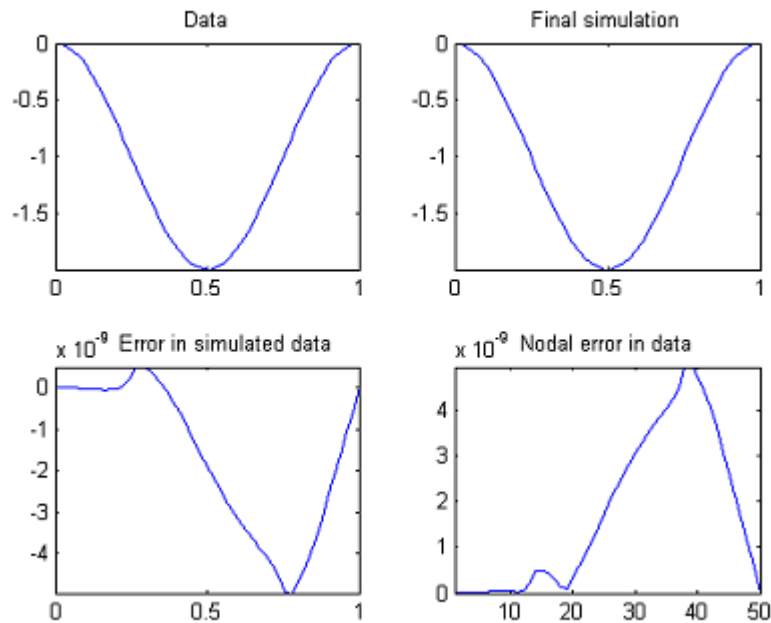 Data
0
-0.5
-1
-1.5
0 0.5 1
Final simulation
0
-0.5
-1
-1.5
0 0.5 1
x 10^-9 Error in simulated data
0
-1
-2
-3
-4
0 0.5 1
x 10^-9 Nodal error in data
4
3
2
1
0
10 20 30 40 50